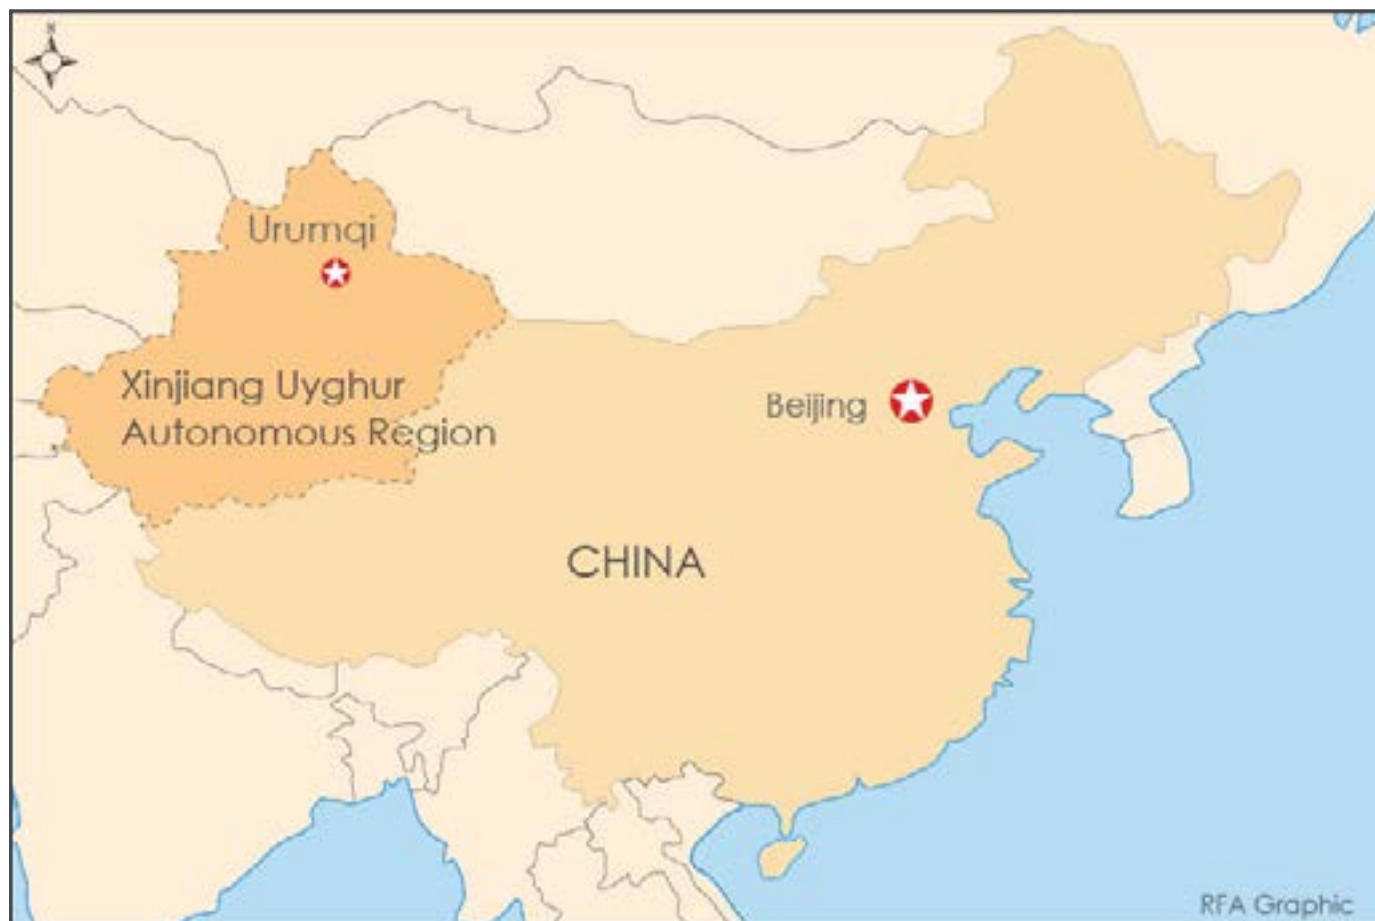 N
Urumqi
Xinjiang Uyghur
Autonomous Region
Beijing
CHINA
RFA Graphic